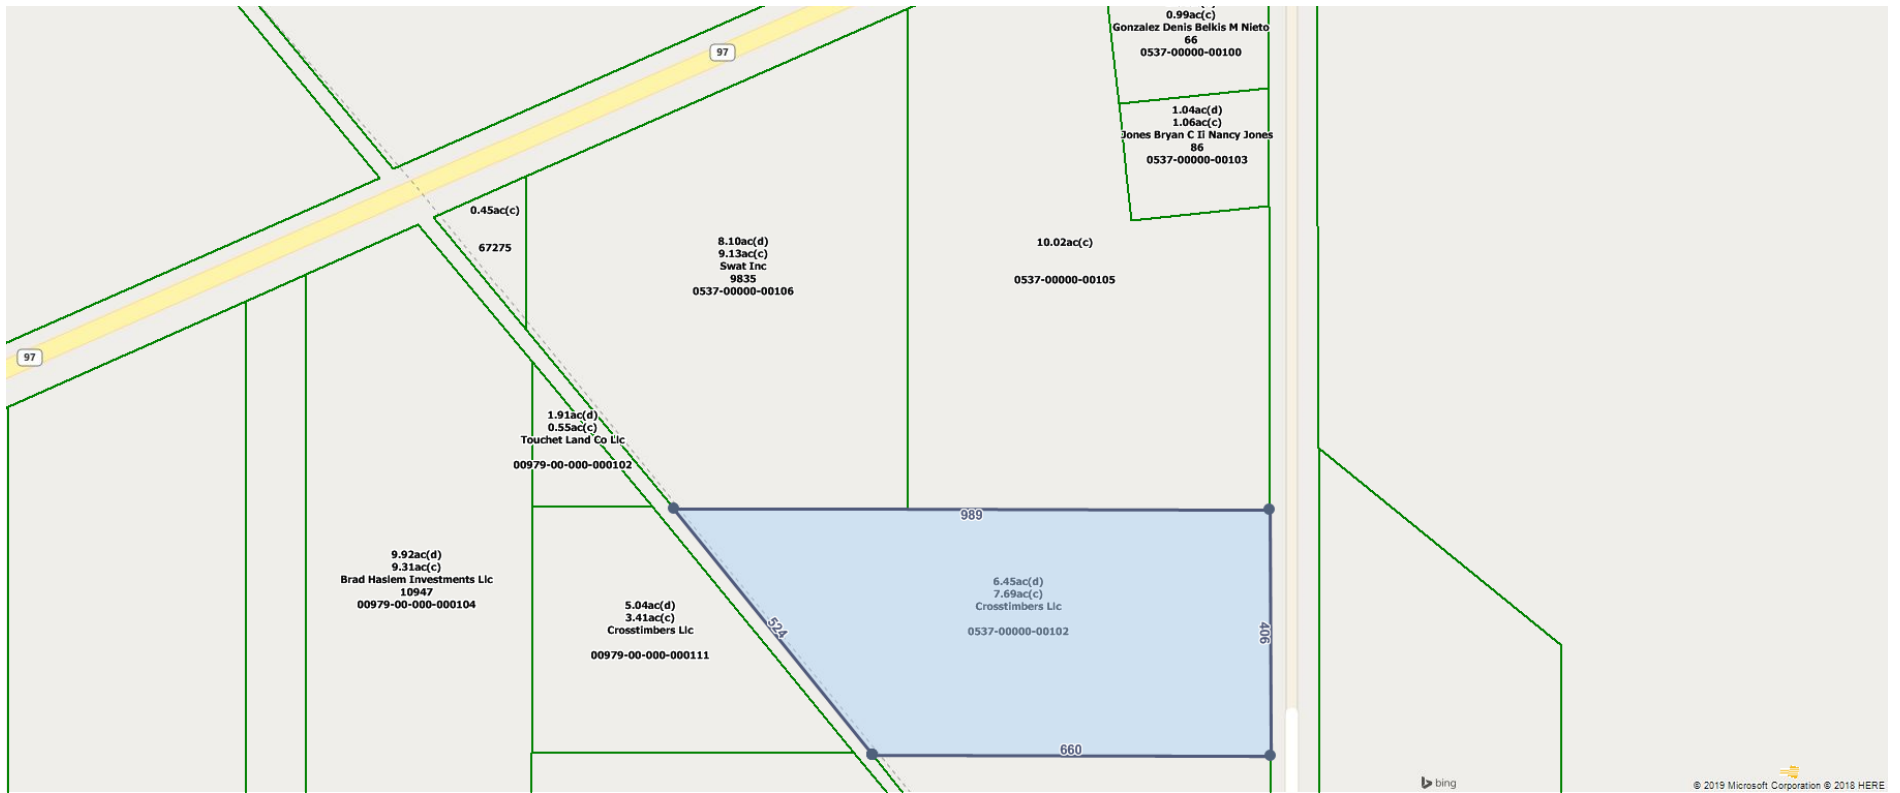 0.99ac(c)
Gonzalez Denis Belkis M Nieto
66
0537-00000-00100
97
1.04ac(d)
1.06ac(c)
Jones Bryan C Ii Nancy Jones
86
0537-00000-00103
0.45ac(c)
67275
8.10ac(d)
9.13ac(c)
Swat Inc
9835
0537-00000-00106
10.02ac(c)
0537-00000-00105
97
1.91ac(d)
0.55ac(c)
Touchet Land Co Llc
00979-00-000-000102
989
9.92ac(d)
9.31ac(c)
Brad Haslem Investments Llc
10947
00979-00-000-000104
5.04ac(d)
3.41ac(c)
Crosstimbers Llc
00979-00-000-000111
524
6.45ac(d)
7.69ac(c)
Crosstimbers Llc
0537-00000-00102
406
660
bing
© 2019 Microsoft Corporation © 2018 HERE